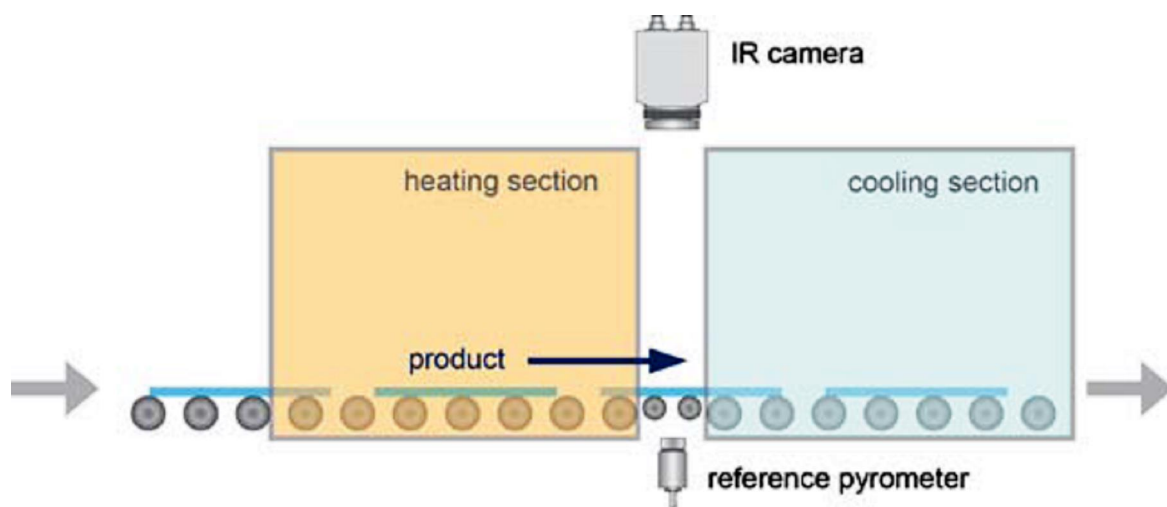 IR camera
heating section
cooling section
product
reference pyrometer